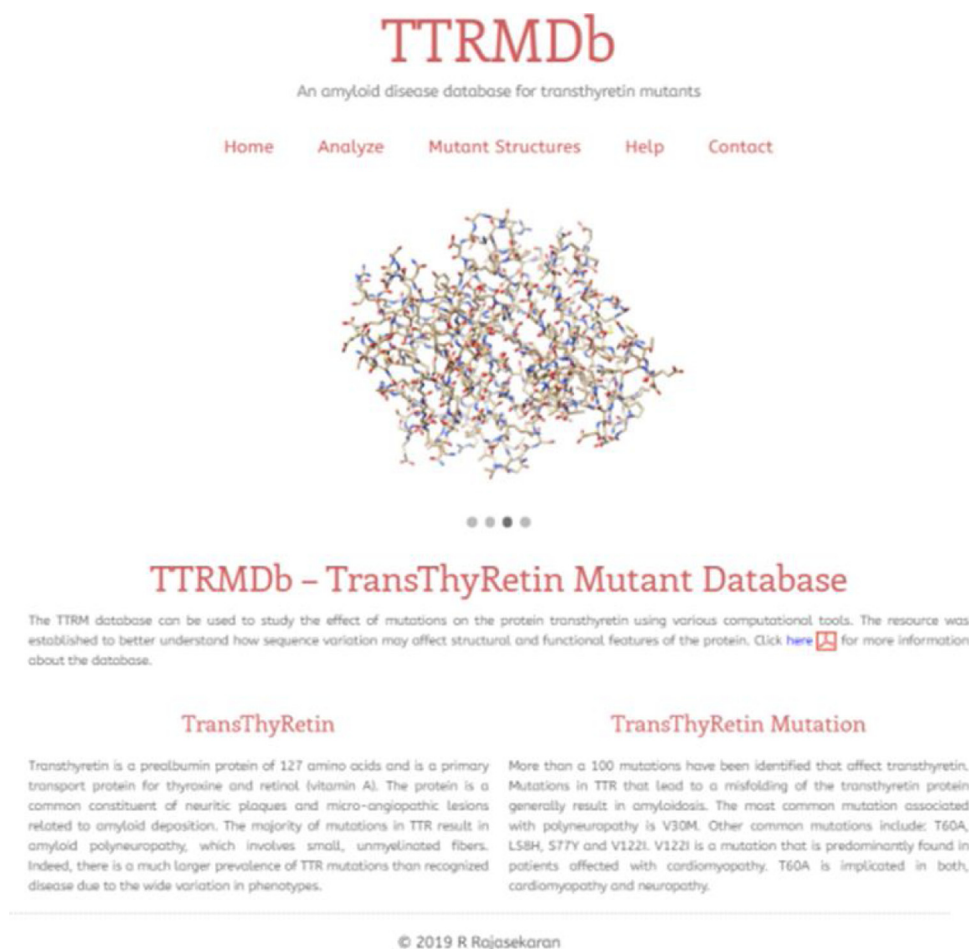 TTRMDb
An amyloid disease database for transthyretin mutants
Home Analyze Mutant Structures Help Contact
TTRMDb – TransThyRetin Mutant Database
The TTRM database can be used to study the effect of mutations on the protein transthyretin using various computational tools. The resource was
established to better understand how sequence variation may affect structural and functional features of the protein. Click here for more information
about the database.
TransThyRetin
Transthyretin is a prealbumin protein of 127 amino acids and is a primary
transport protein for thyroxine and retinol (vitamin A). The protein is a
common constituent of neuritic plaques and micro-angiopathic lesions
related to amyloid deposition. The majority of mutations in TTR result in
amyloid polyneuropathy, which involves small, unmyelinated fibers.
Indeed, there is a much larger prevalence of TTR mutations than recognized
disease due to the wide variation in phenotypes.
TransThyRetin Mutation
More than a 100 mutations have been identified that affect transthyretin.
Mutations in TTR that lead to a misfolding of the transthyretin protein
generally result in amyloidosis. The most common mutation associated
with polyneuropathy is V30M. Other common mutations include: T60A,
L58H, S77Y and V122I. V122I is a mutation that is predominantly found in
patients affected with cardiomyopathy. T60A is implicated in both,
cardiomyopathy and neuropathy.
© 2019 R Rajasekaran